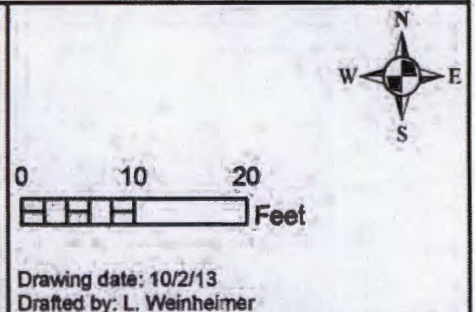 N
W E
S
0 10 20
Feet
Drawing date: 10/2/13
Drafted by: L. Weinheimer